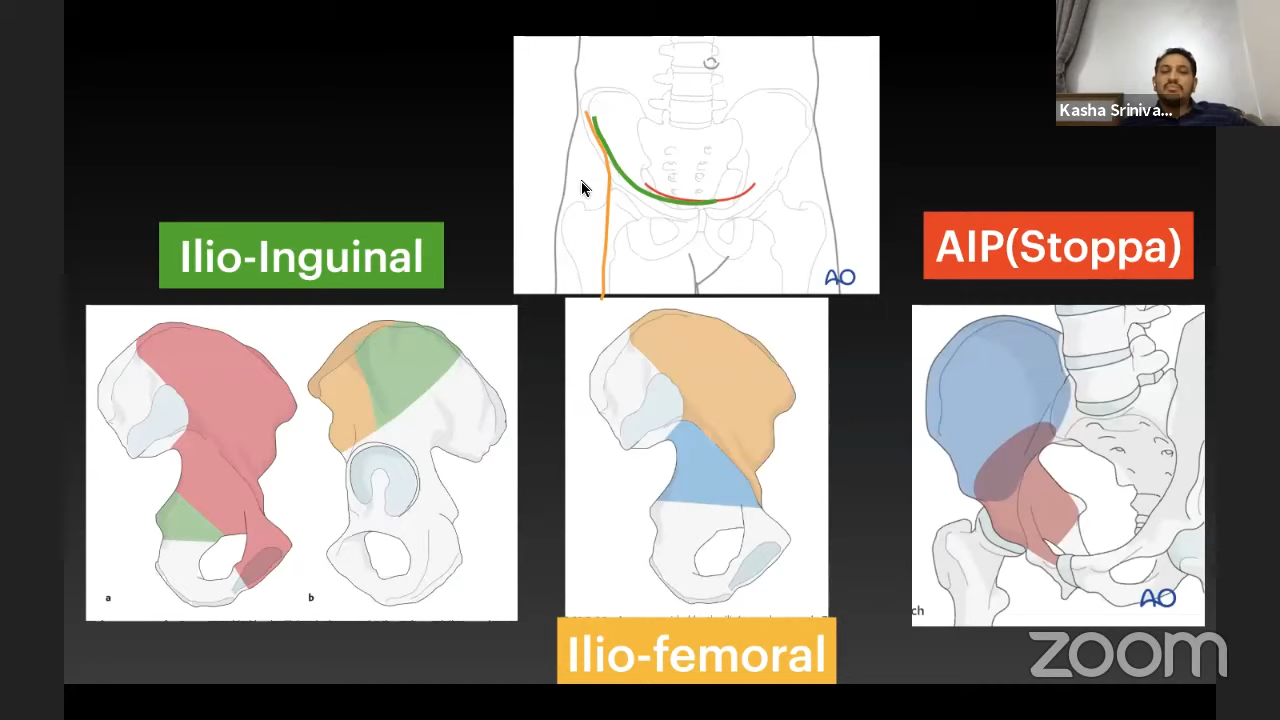 Kasha Sriniva...
AO
Ilio-Inguinal
AIP(Stoppa)
a
b
ch
AO
Ilio-femoral
zoom